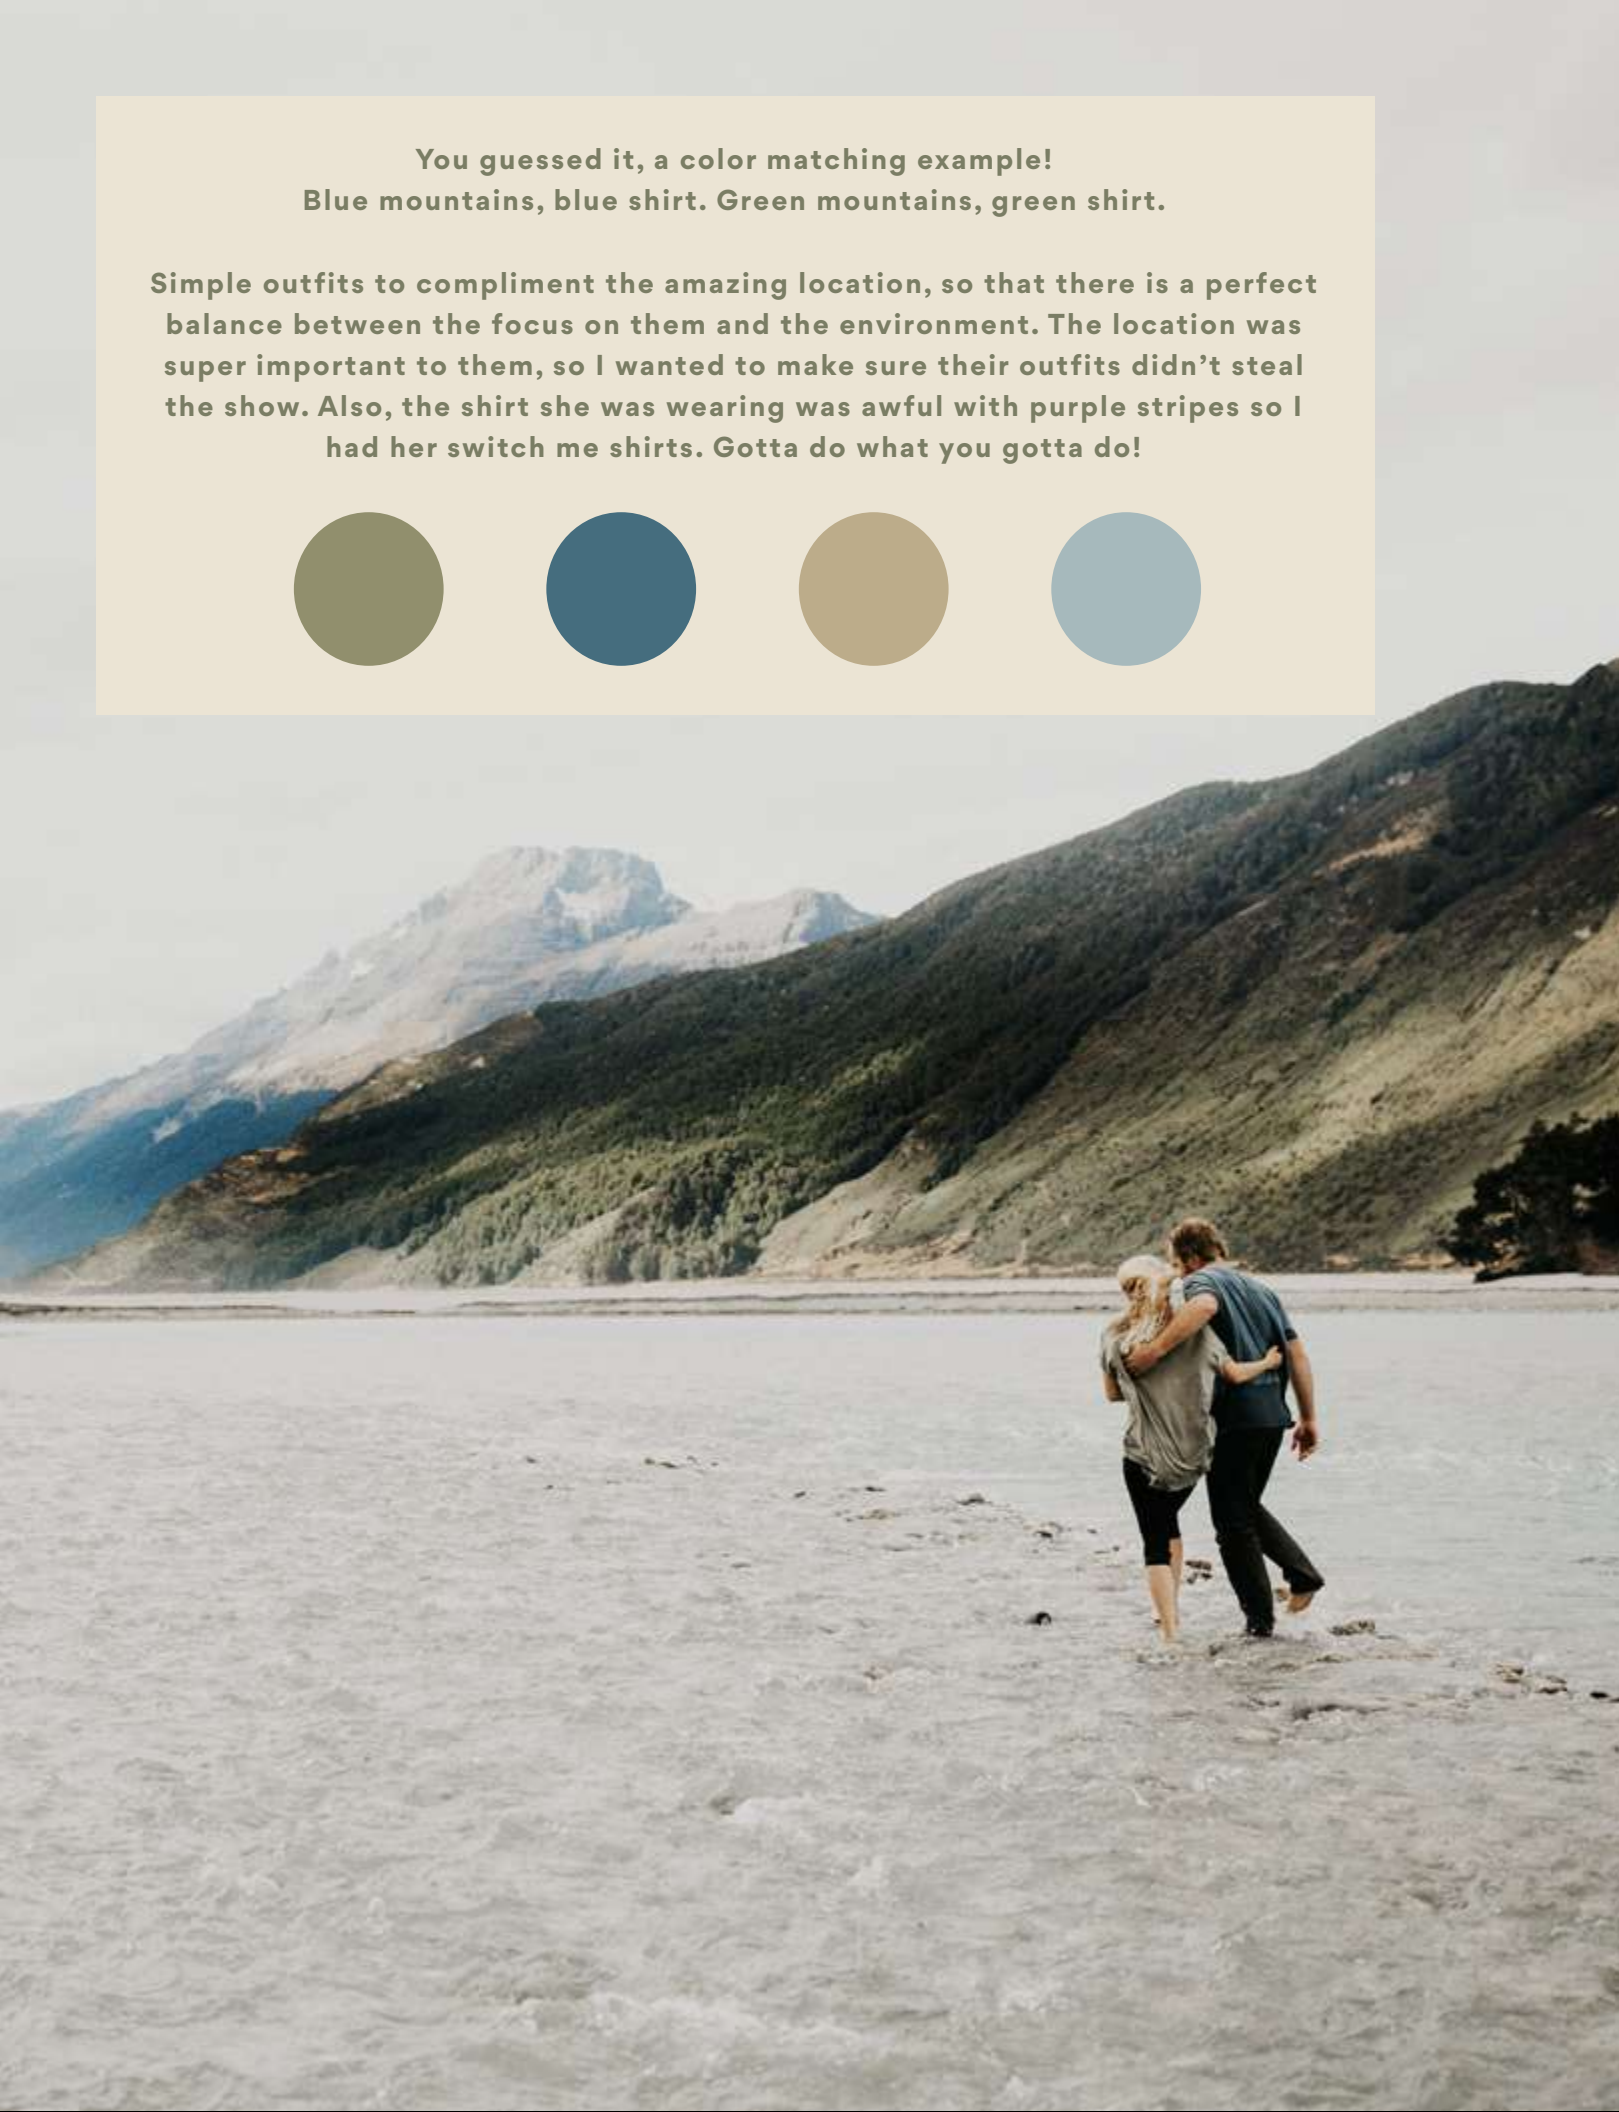 You guessed it, a color matching example!
Blue mountains, blue shirt. Green mountains, green shirt.
Simple outfits to compliment the amazing location, so that there is a perfect
balance between the focus on them and the environment. The location was
super important to them, so I wanted to make sure their outfits didn’t steal
the show. Also, the shirt she was wearing was awful with purple stripes so I
had her switch me shirts. Gotta do what you gotta do!